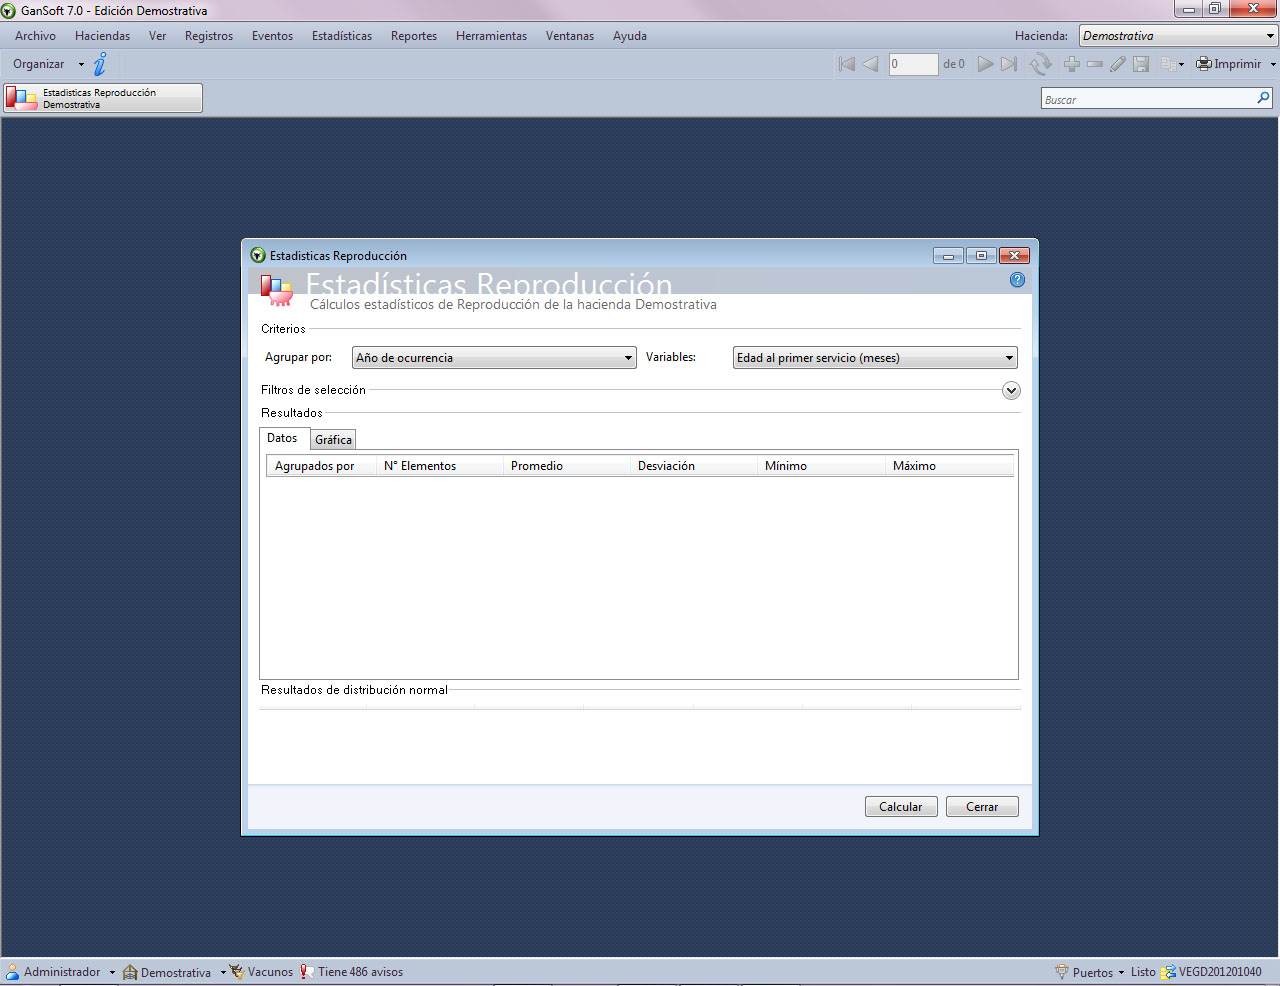 GanSoft 7.0 - Edición Demostrativa
Archivo Haciendas Ver Registros Eventos Estadísticas Reportes Herramientas Ventanas Ayuda Hacienda: Demostrativa
Organizar 0 de 0 Imprimir
Estadisticas Reproducción
Demostrativa
Buscar
Estadisticas Reproducción
Estadísticas Reproducción
Cálculos estadísticos de Reproducción de la hacienda Demostrativa
Criterios
Agrupar por: Año de ocurrencia Variables: Edad al primer servicio (meses)
Filtros de selección
Resultados
Datos Gráfica
Agrupados por N° Elementos Promedio Desviación Mínimo Máximo
Resultados de distribución normal
Calcular Cerrar
Administrador Demostrativa Vacunos Tiene 486 avisos Puertos Listo VEGD201201040